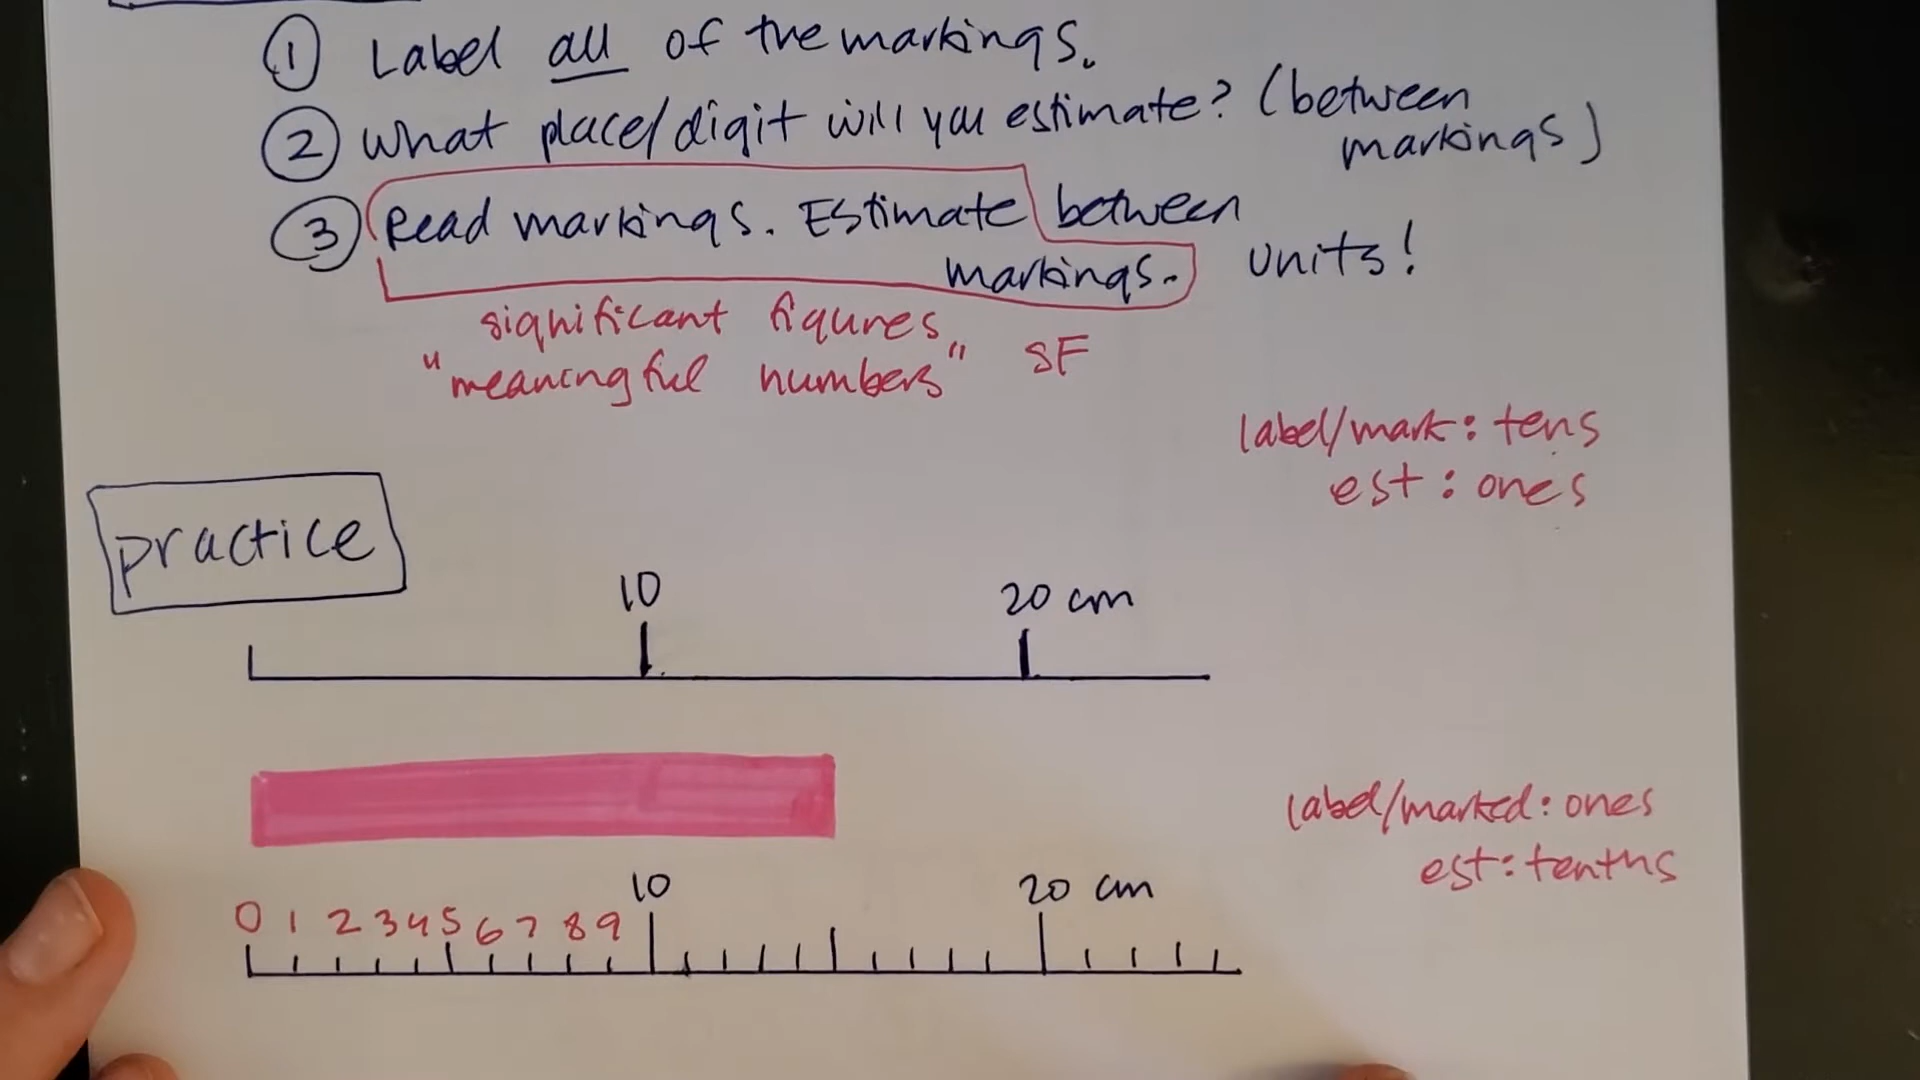 ① Label all of the markings.
② What place/digit will you estimate? (between
markings)
③ Read markings. Estimate between
markings. units!
significant figures
"meaningful numbers" SF
label/mark: tens
est: ones
practice
10 20 cm
label/marked: ones
est: tenths
10 20 cm
0 1 2 3 4 5 6 7 8 9